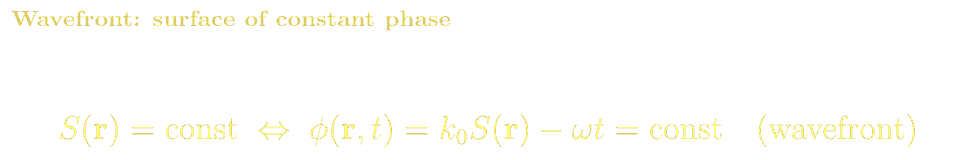 Wavefront: surface of constant phase
S(r) = const ⇔ ϕ(r, t) = k₀S(r) − ωt = const (wavefront)